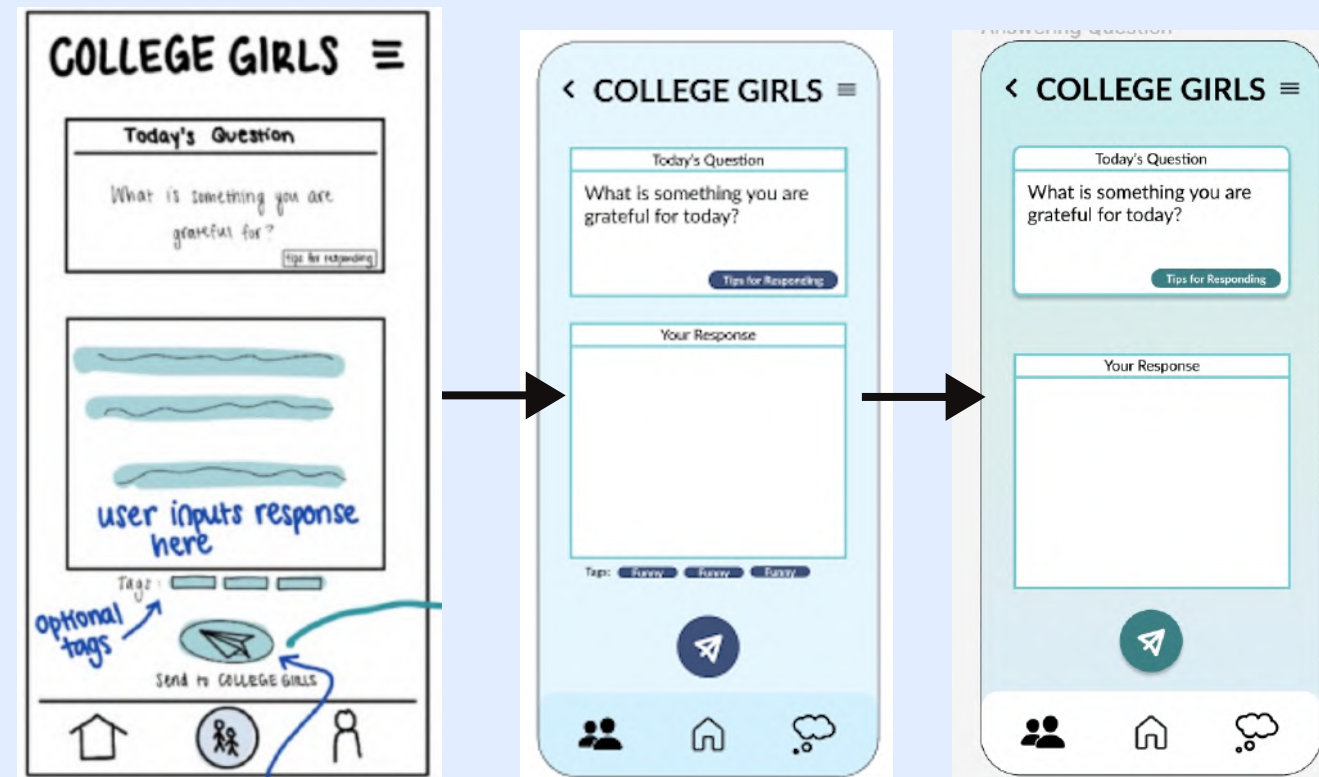 COLLEGE GIRLS
Today's Question
What is something you are
grateful for?
tips for responding
user inputs response
here
Tags:
optional
tags
Send to COLLEGE GIRLS
COLLEGE GIRLS
Today's Question
What is something you are
grateful for today?
Tips for Responding
Your Response
Tags: Funny Funny Funny
Answering Question
COLLEGE GIRLS
Today's Question
What is something you are
grateful for today?
Tips for Responding
Your Response